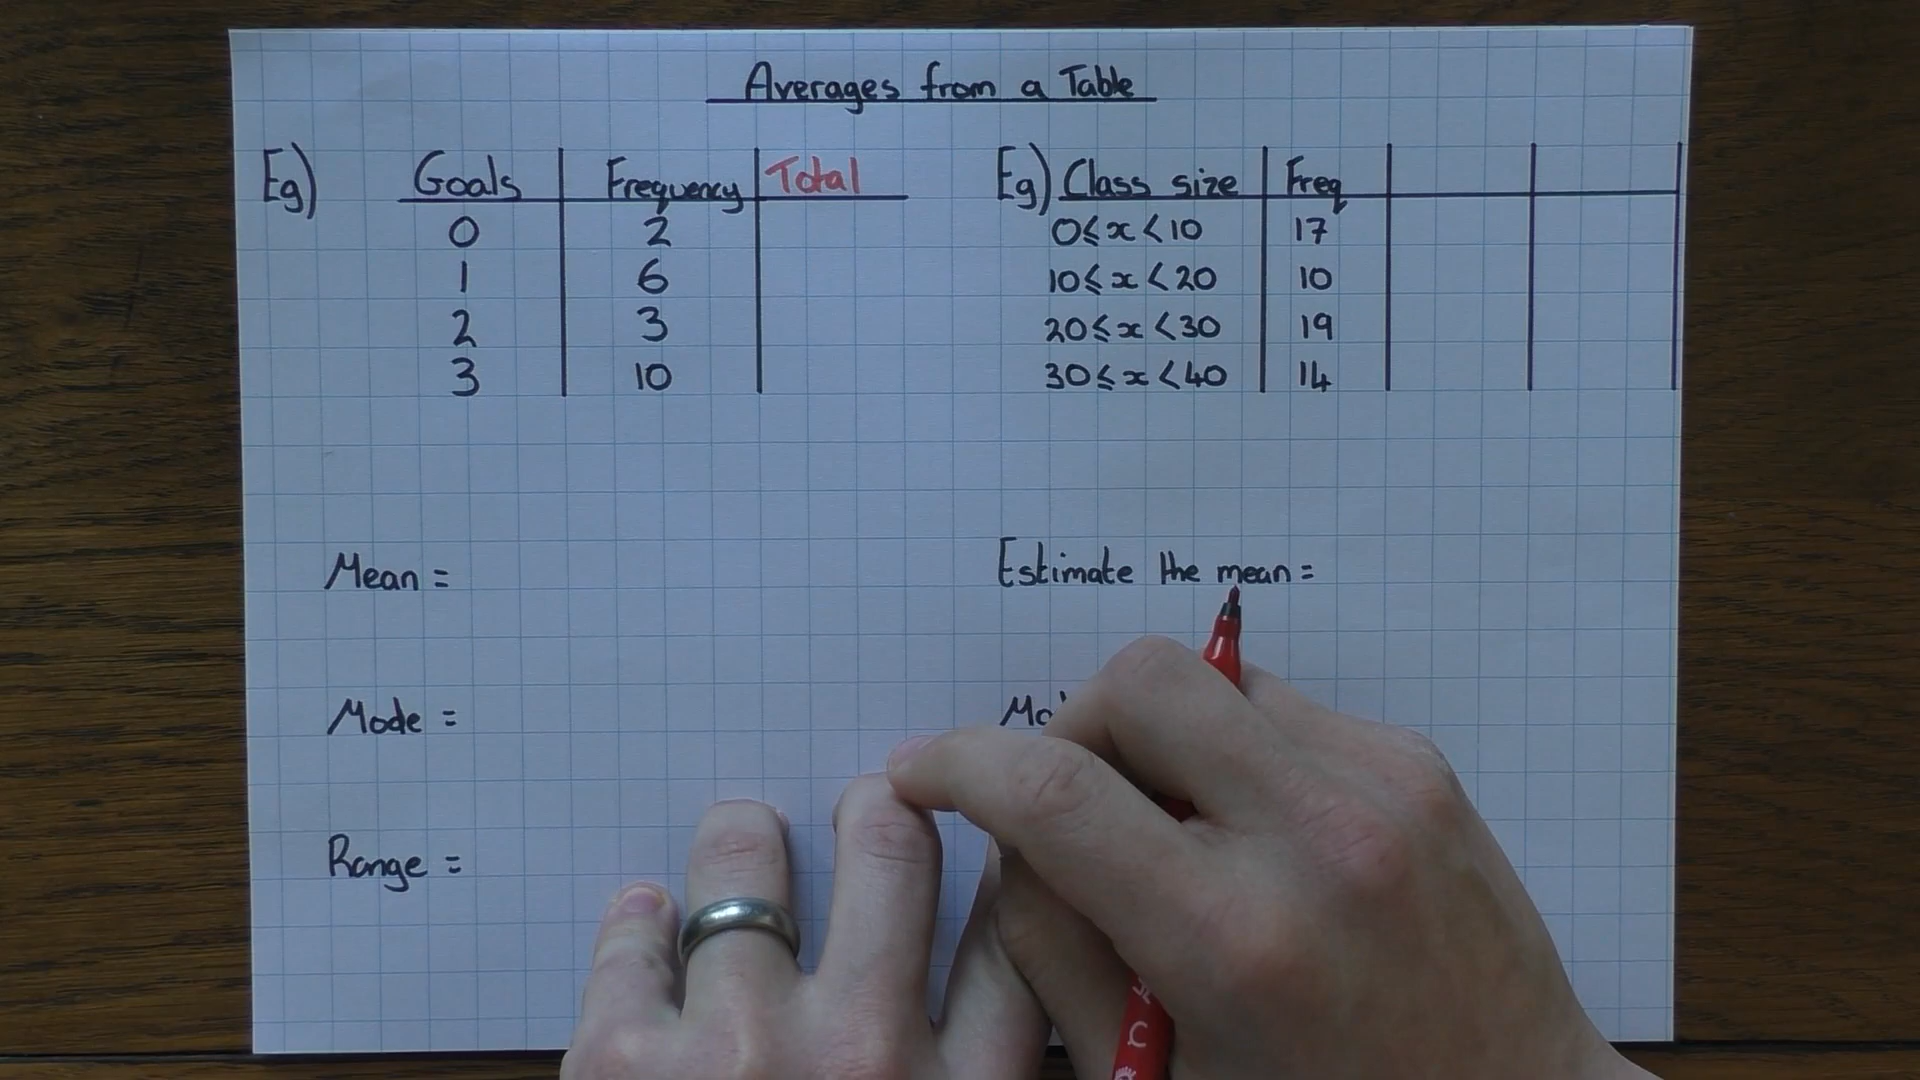 Averages from a Table
Eg) Goals Frequency Total
0 2
1 6
2 3
3 10
Mean =
Mode =
Range =
Eg) Class size Freq
0≤x<10 17
10≤x<20 10
20≤x<30 19
30≤x<40 14
Estimate the mean =